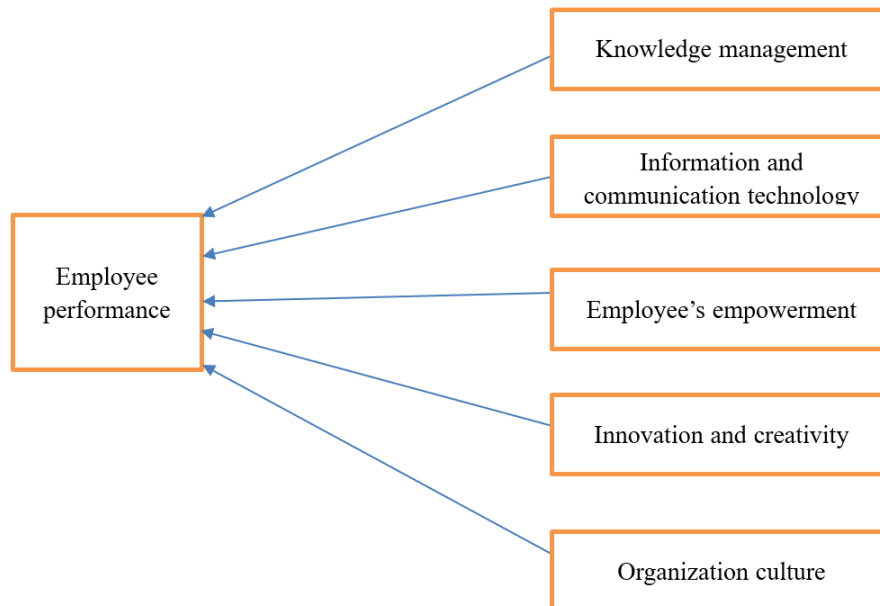 Knowledge management
Information and
communication technology
Employee
performance
Employee’s empowerment
Innovation and creativity
Organization culture